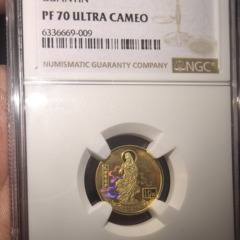 PF 70 ULTRA CAMEO
6336669-009
NUMISMATIC GUARANTY COMPANY
NGC